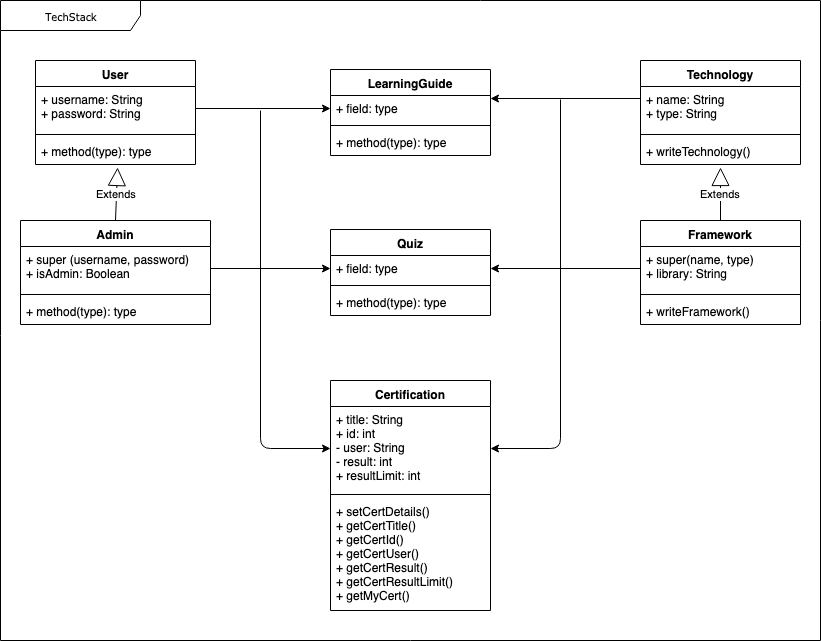 TechStack
User
+ username: String
+ password: String
+ method(type): type
LearningGuide
+ field: type
+ method(type): type
Technology
+ name: String
+ type: String
+ writeTechnology()
Extends
Extends
Admin
+ super (username, password)
+ isAdmin: Boolean
+ method(type): type
Quiz
+ field: type
+ method(type): type
Framework
+ super(name, type)
+ library: String
+ writeFramework()
Certification
+ title: String
+ id: int
- user: String
- result: int
+ resultLimit: int
+ setCertDetails()
+ getCertTitle()
+ getCertId()
+ getCertUser()
+ getCertResult()
+ getCertResultLimit()
+ getMyCert()